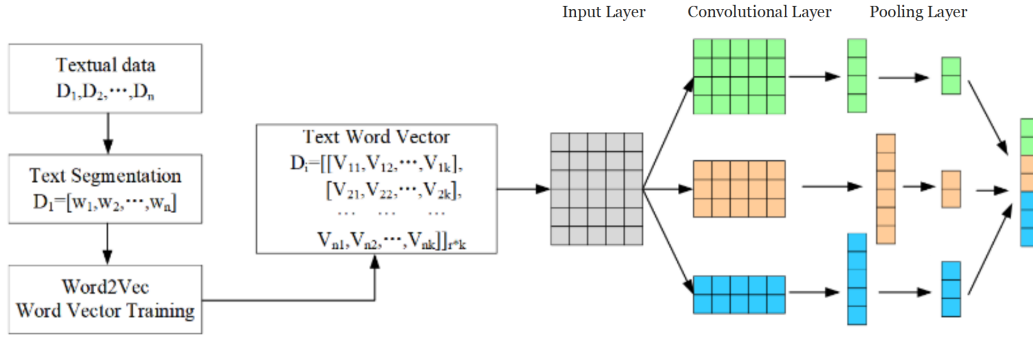 Input Layer
Convolutional Layer
Pooling Layer
Textual data
D₁,D₂,⋯,Dₙ
Text Segmentation
D₁=[w₁,w₂,⋯,wₙ]
Word2Vec
Word Vector Training
Text Word Vector
Dᵢ=[[V₁₁,V₁₂,⋯,V₁ₖ],
[V₂₁,V₂₂,⋯,V₂ₖ],
⋯ ⋯ ⋯
Vₙ₁,Vₙ₂,⋯,Vₙₖ]]ᵣ*ₖ